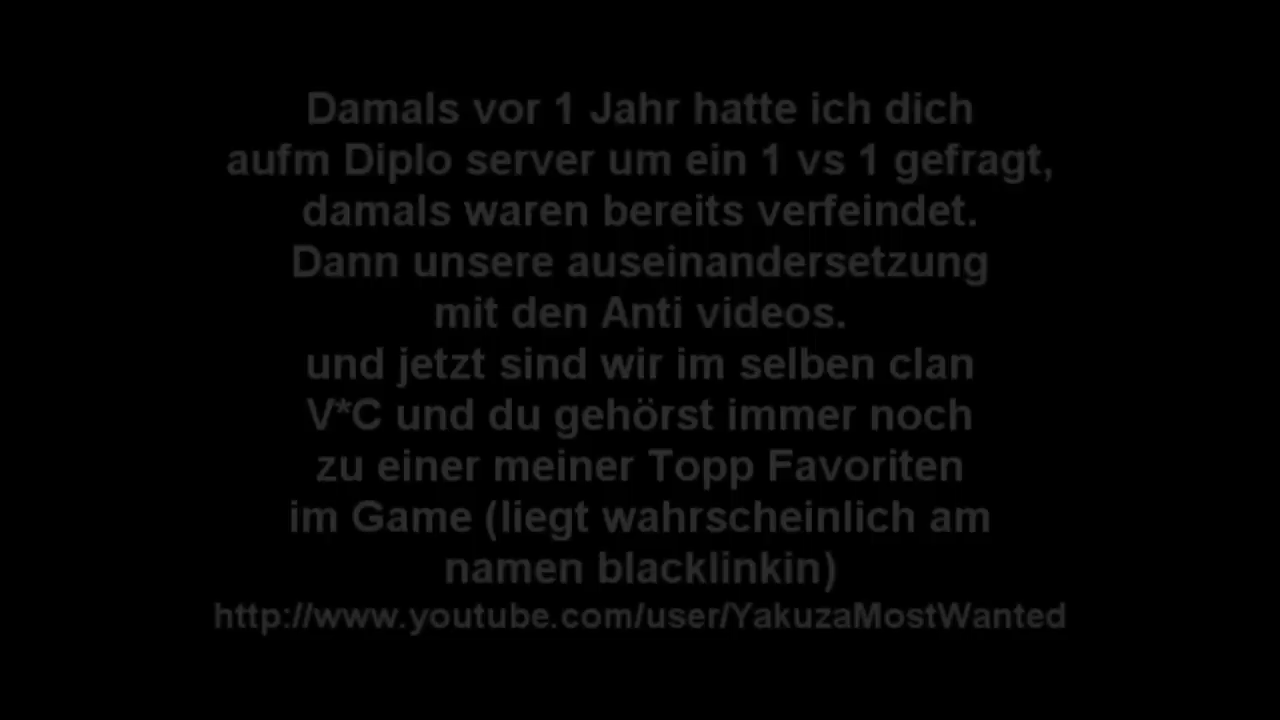 Damals vor 1 Jahr hatte ich dich
aufm Diplo server um ein 1 vs 1 gefragt,
damals waren bereits verfeindet.
Dann unsere auseinandersetzung
mit den Anti videos.
und jetzt sind wir im selben clan
V*C und du gehörst immer noch
zu einer meiner Topp Favoriten
im Game (liegt wahrscheinlich am
namen blacklinkin)
http://www.youtube.com/user/YakuzaMostWanted